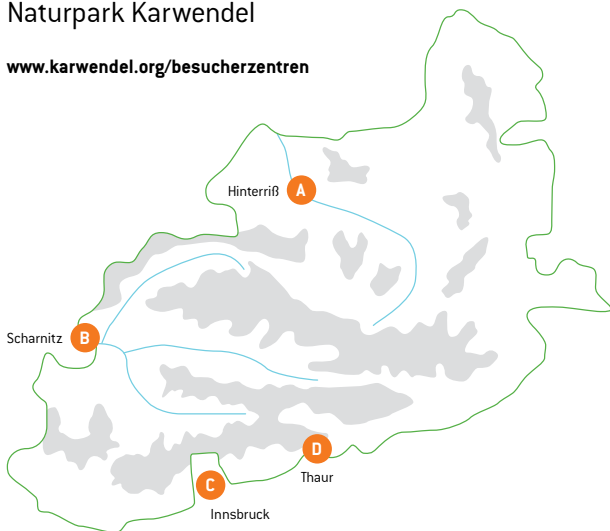 Naturpark Karwendel
www.karwendel.org/besucherzentren
Hinterriß A
Scharnitz B
D
Thaur
C
Innsbruck